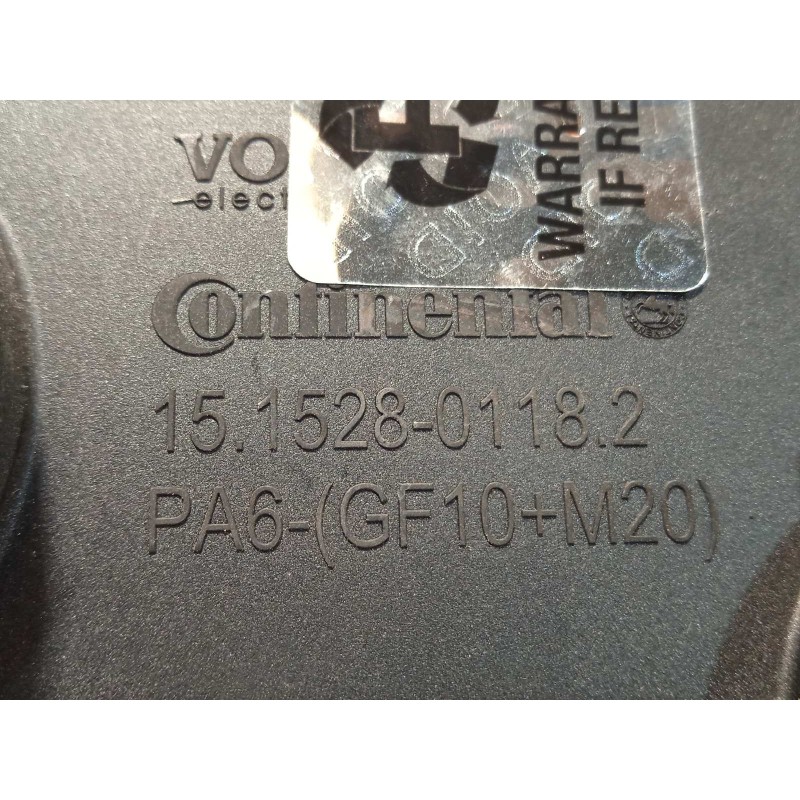 VO
elect
WARRA
IF RE
Continental
15.1528-0118.2
PA6-(GF10+M20)